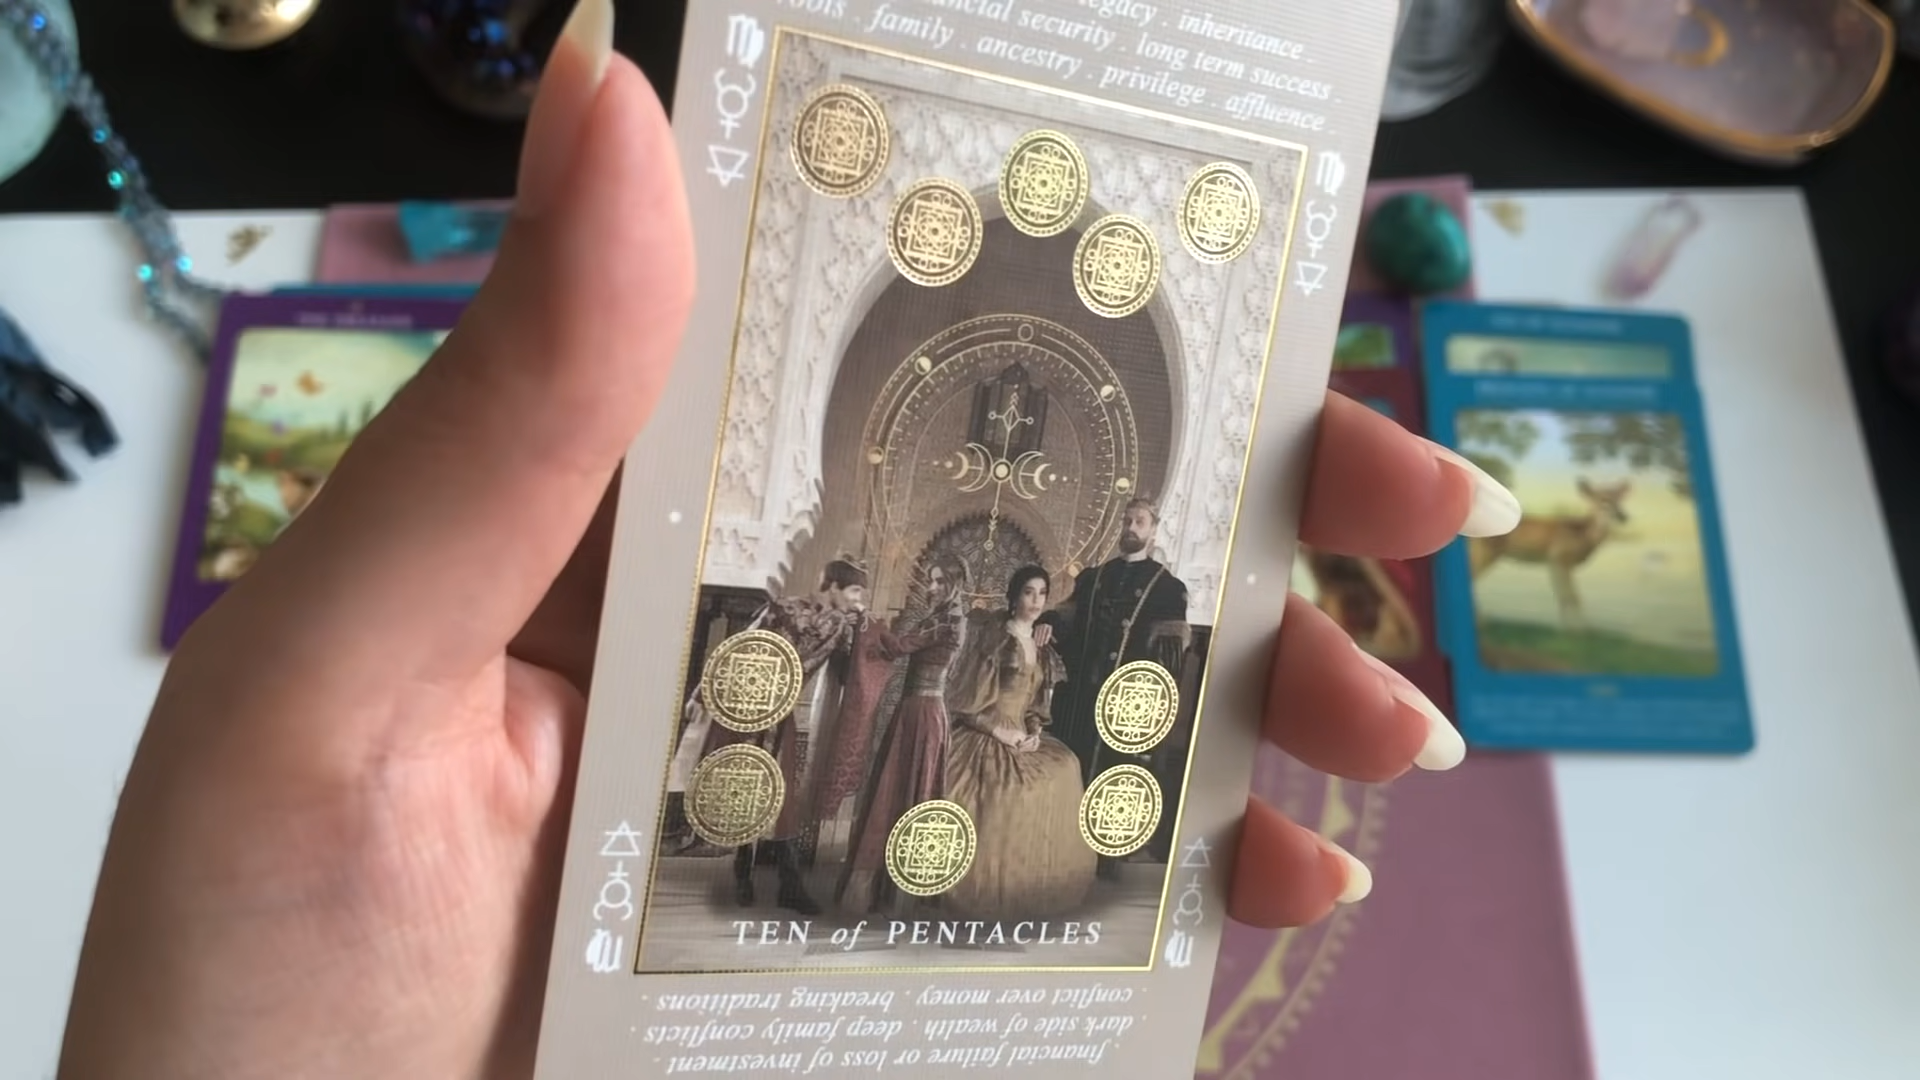 legacy . inheritance .
financial security . long term success .
roots . family . ancestry . privilege . affluence .
TEN of PENTACLES
conflict over money . breaking traditions .
dark side of wealth . deep family conflicts .
financial failure or loss of investment .